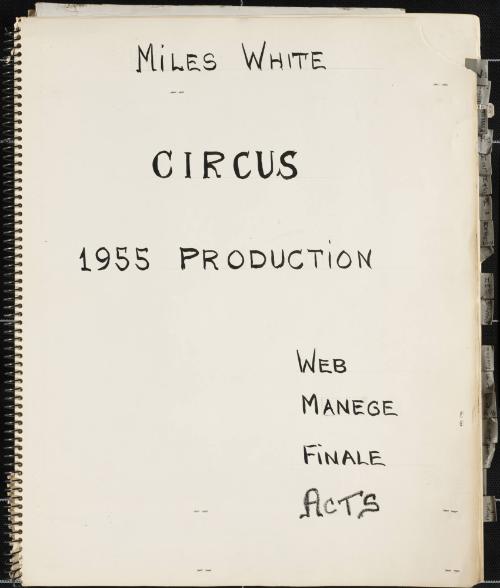 MiLES WHITE
CIRCUS
1955 PRODUCTiON
WEB
MANEGE
FiNALE
ACTS